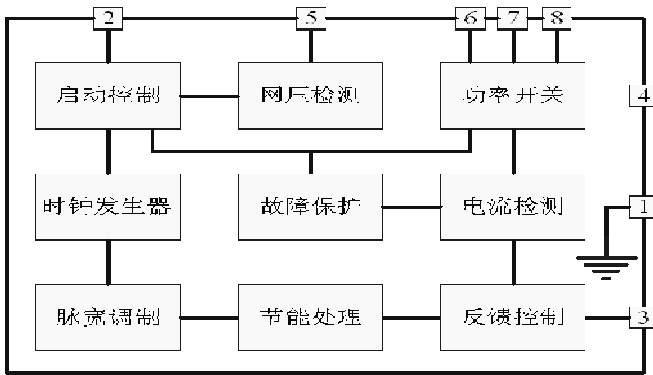 2 5 6 7 8
启动控制 网压检测 功率开关
4
时钟发生器 故障保护 电流检测
1
脉宽调制 节能处理 反馈控制
3